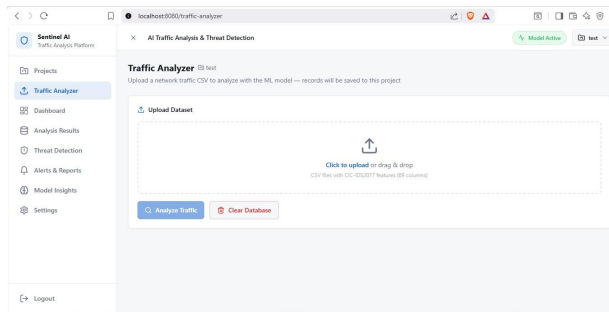 localhost:8080/traffic-analyzer
Sentinel AI
Traffic Analysis Platform
AI Traffic Analysis & Threat Detection
Model Active
test
Projects
Traffic Analyzer
Dashboard
Analysis Results
Threat Detection
Alerts & Reports
Model Insights
Settings
Logout
Traffic Analyzer test
Upload a network traffic CSV to analyze with the ML model — records will be saved to this project
Upload Dataset
Click to upload or drag & drop
CSV files with CIC-IDS2017 features (69 columns)
Analyze Traffic
Clear Database